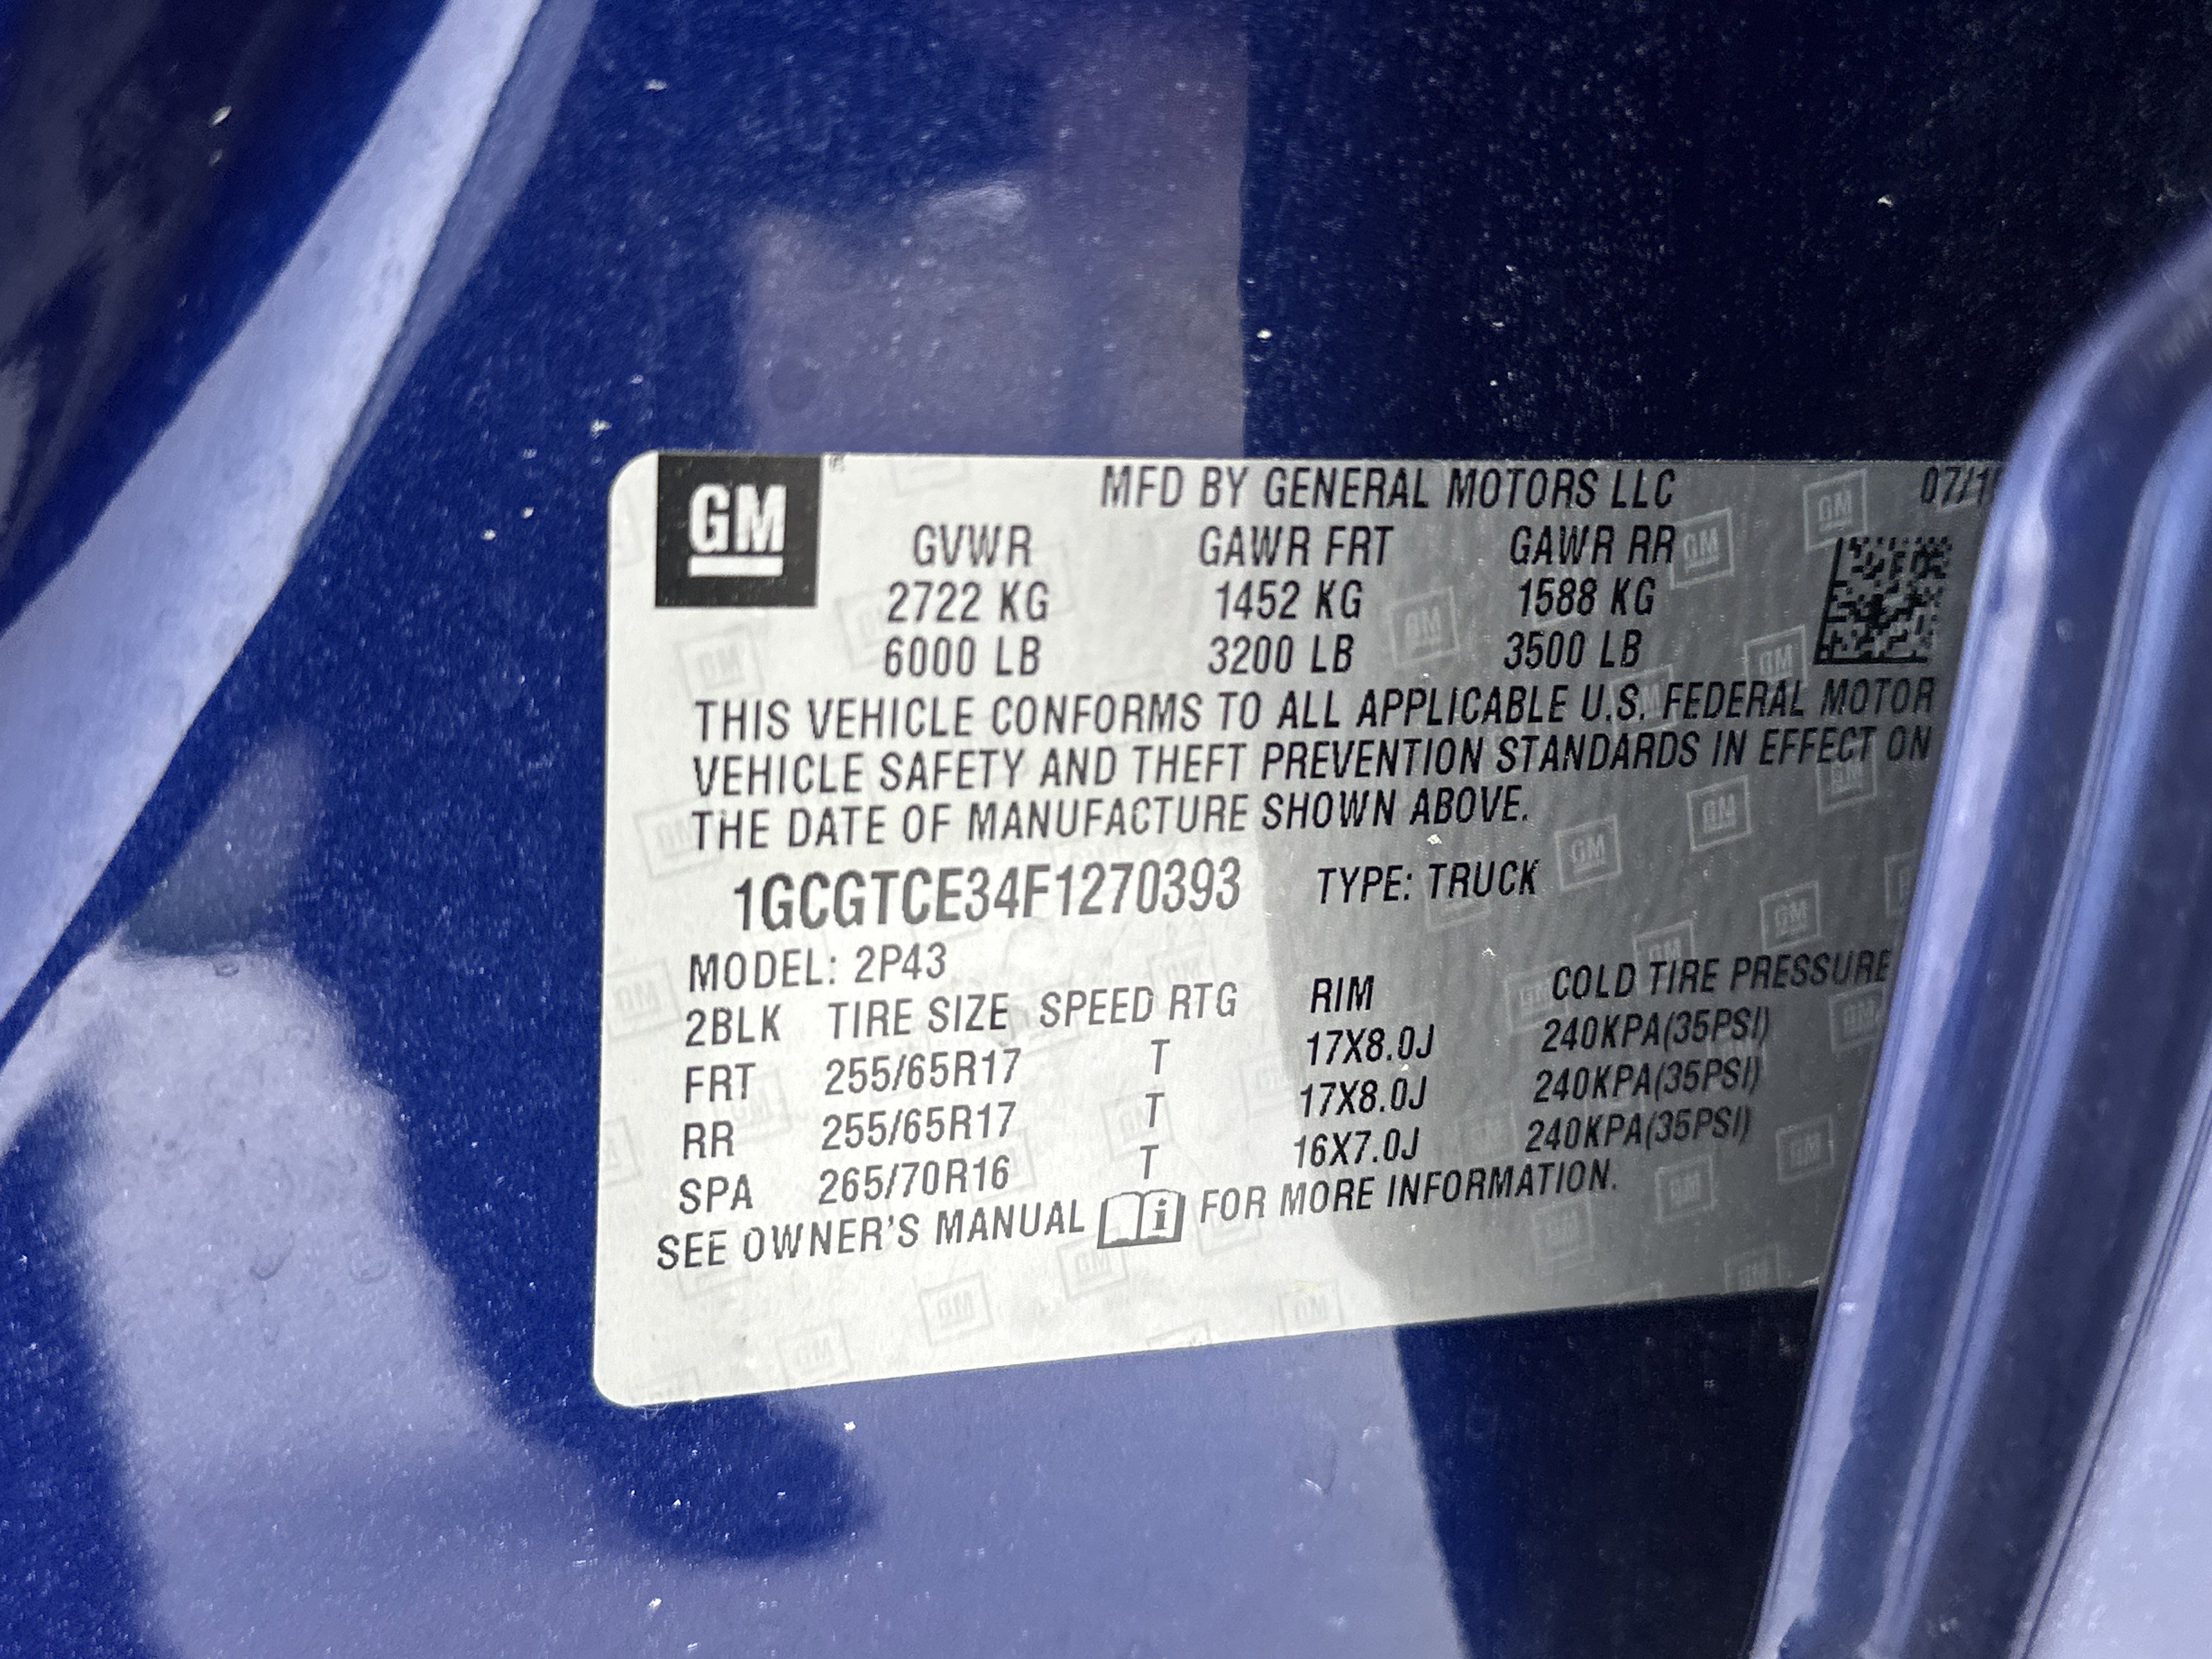 GM
MFD BY GENERAL MOTORS LLC 07/1
GVWR GAWR FRT GAWR RR
2722 KG 1452 KG 1588 KG
6000 LB 3200 LB 3500 LB
THIS VEHICLE CONFORMS TO ALL APPLICABLE U.S. FEDERAL MOTOR
VEHICLE SAFETY AND THEFT PREVENTION STANDARDS IN EFFECT ON
THE DATE OF MANUFACTURE SHOWN ABOVE.
1GCGTCE34F1270393 TYPE: TRUCK
MODEL: 2P43
2BLK TIRE SIZE SPEED RTG RIM COLD TIRE PRESSURE
FRT 255/65R17 T 17X8.0J 240KPA(35PSI)
RR 255/65R17 T 17X8.0J 240KPA(35PSI)
SPA 265/70R16 T 16X7.0J 240KPA(35PSI)
SEE OWNER'S MANUAL i FOR MORE INFORMATION.